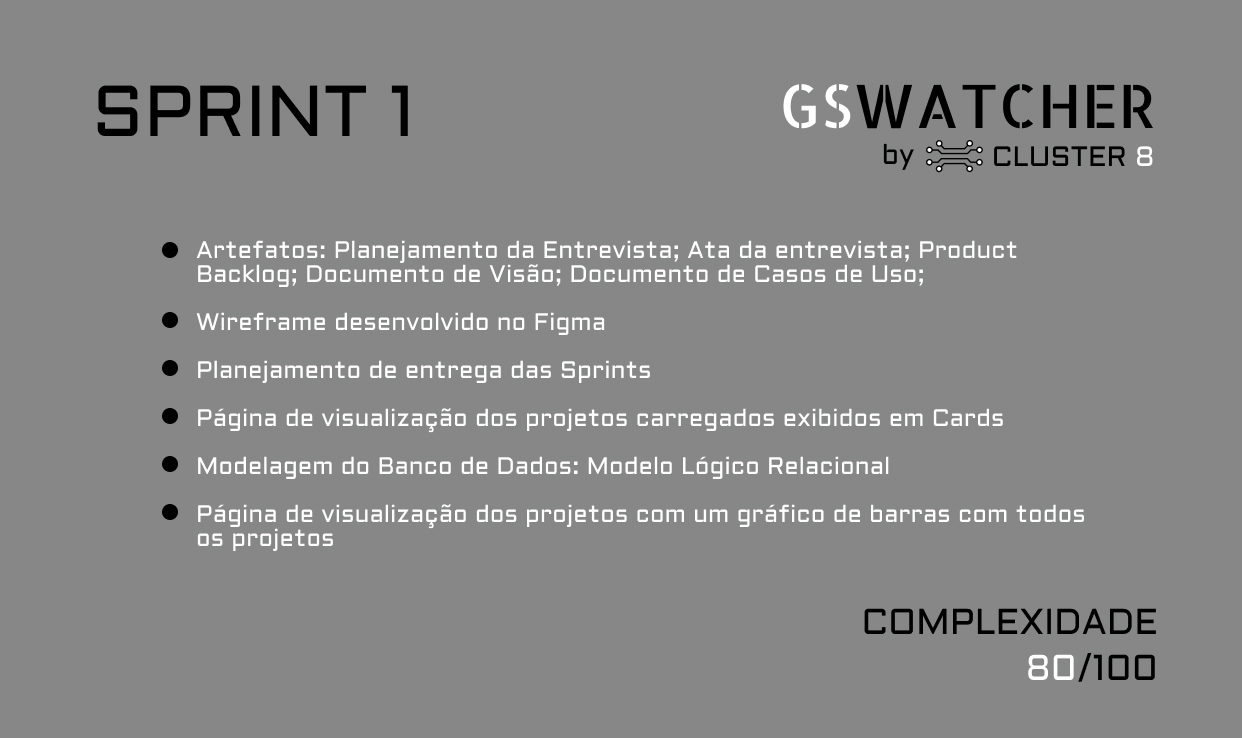 SPRINT 1
GSWATCHER
by CLUSTER 8
Artefatos: Planejamento da Entrevista; Ata da entrevista; Product
Backlog; Documento de Visão; Documento de Casos de Uso;
Wireframe desenvolvido no Figma
Planejamento de entrega das Sprints
Página de visualização dos projetos carregados exibidos em Cards
Modelagem do Banco de Dados: Modelo Lógico Relacional
Página de visualização dos projetos com um gráfico de barras com todos
os projetos
COMPLEXIDADE
80/100